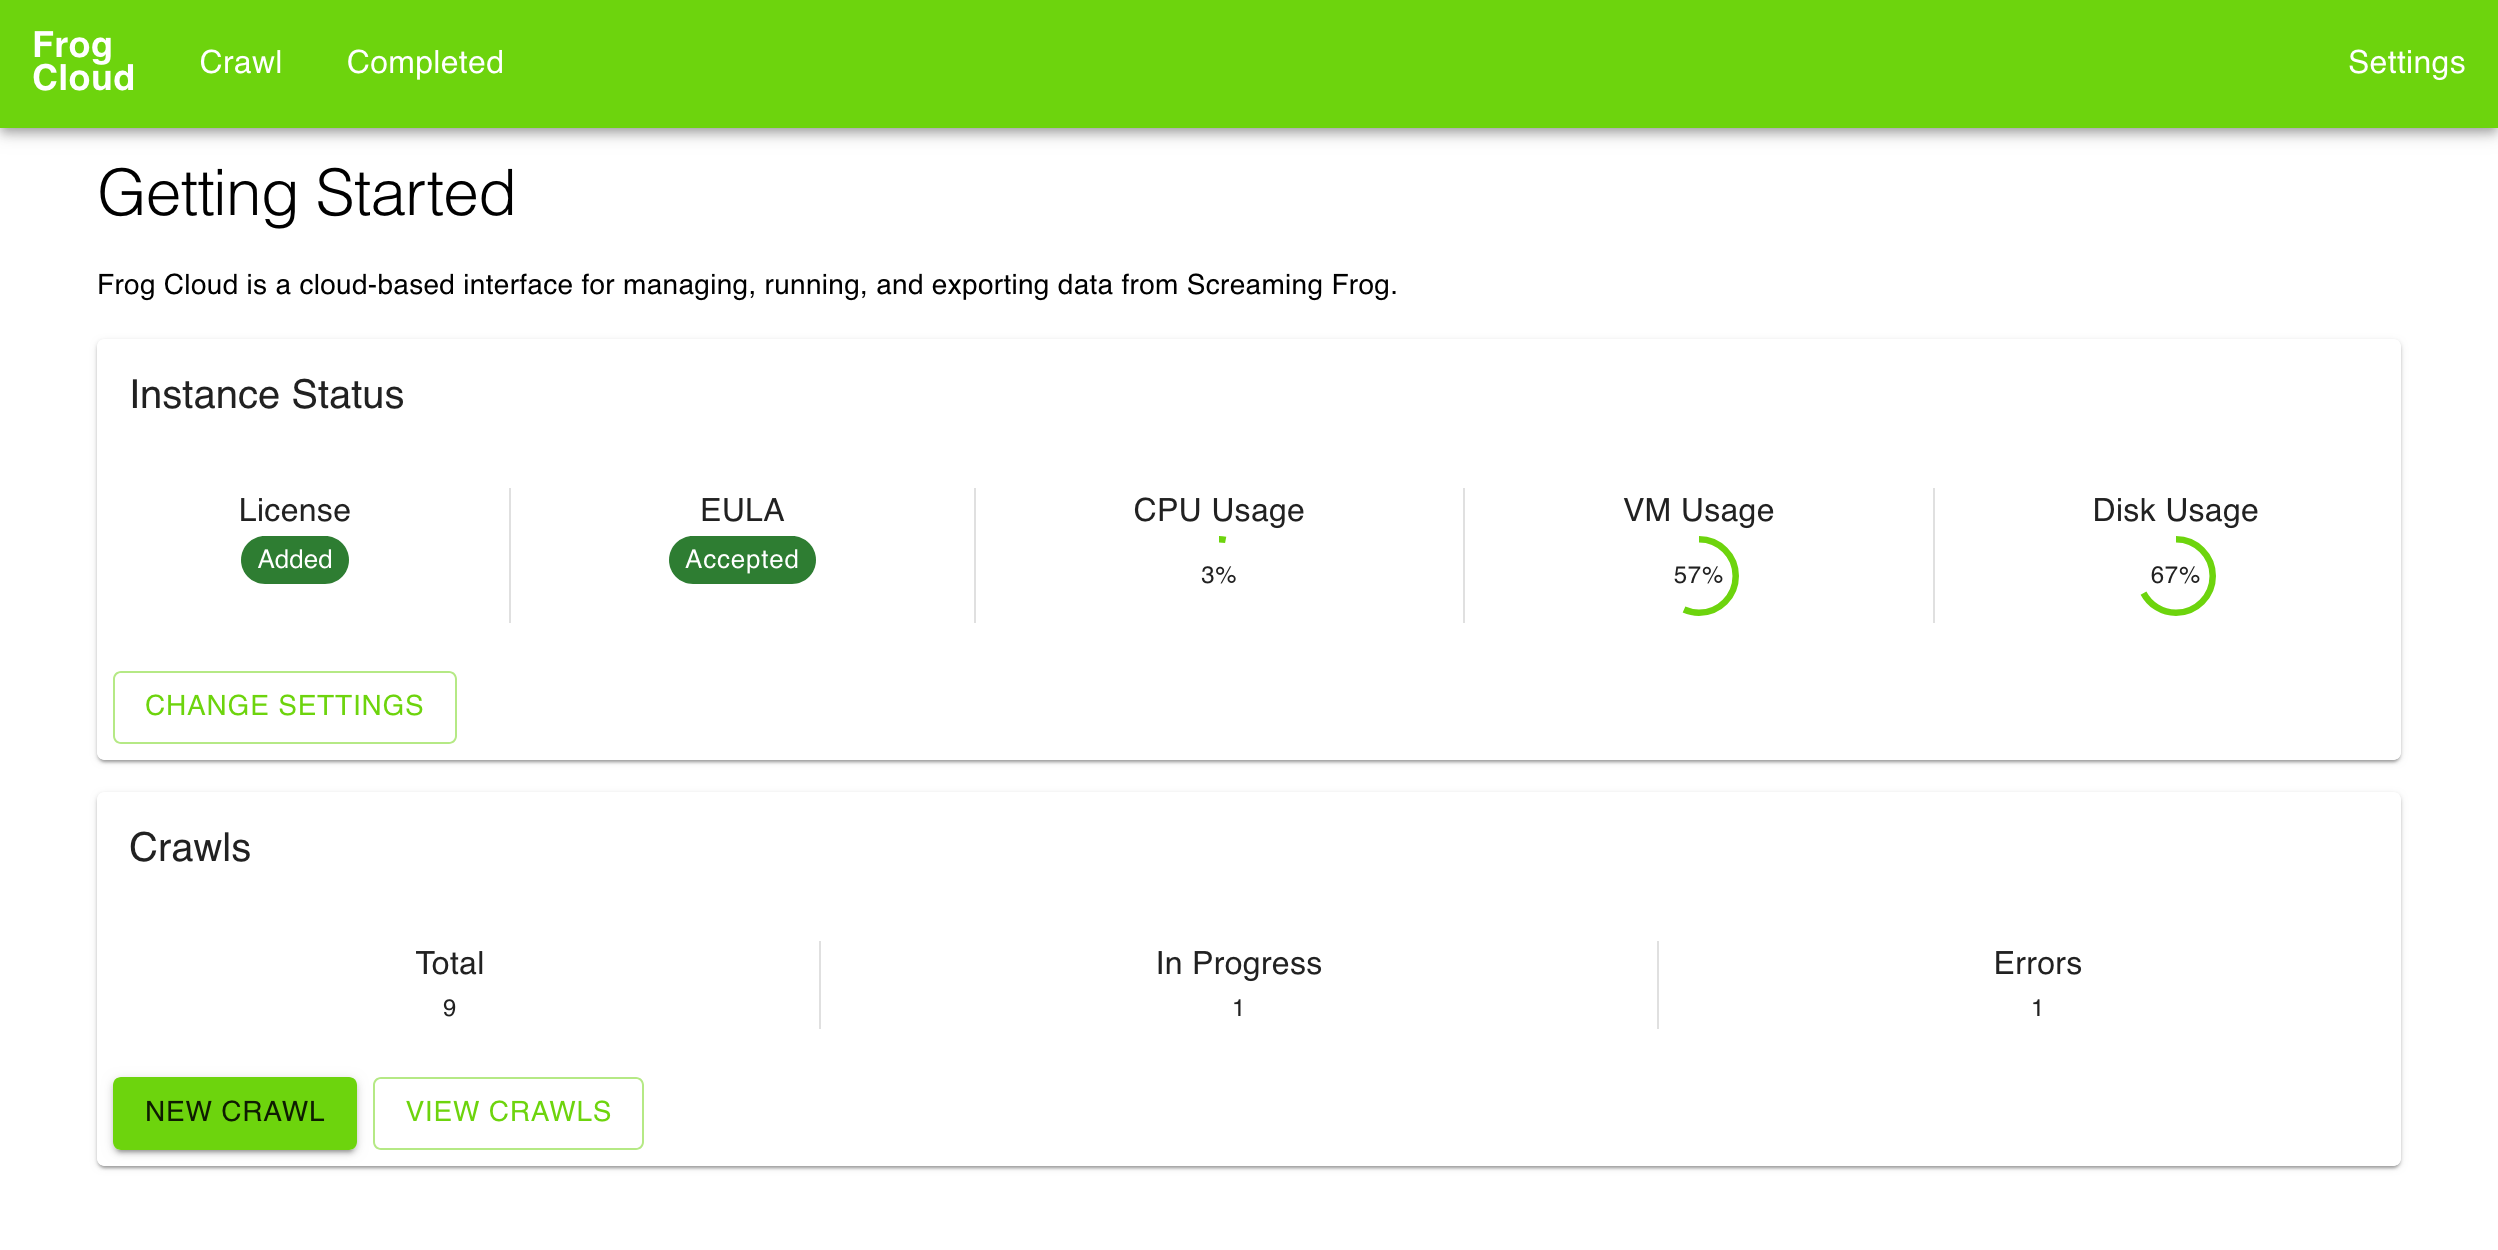 Frog
Cloud
Crawl
Completed
Settings
Getting Started
Frog Cloud is a cloud-based interface for managing, running, and exporting data from Screaming Frog.
Instance Status
License
Added
EULA
Accepted
CPU Usage
3%
VM Usage
57%
Disk Usage
67%
CHANGE SETTINGS
Crawls
Total
9
In Progress
1
Errors
1
NEW CRAWL
VIEW CRAWLS